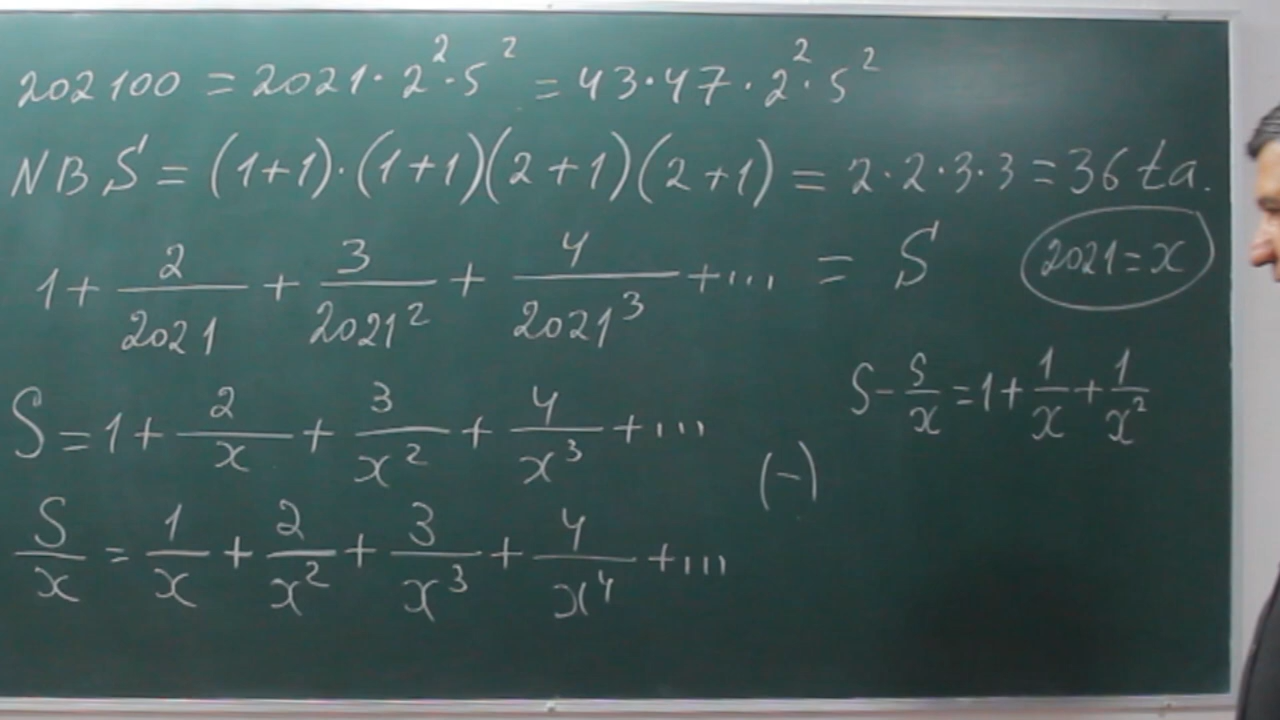 202100 = 2021·2²·5² = 43·47·2²·5²
NBS = (1+1)·(1+1)(2+1)(2+1) = 2·2·3·3 = 36 ta.
1 + 2/2021 + 3/2021² + 4/2021³ + ... = S
2021=x
S = 1 + 2/x + 3/x² + 4/x³ + ...
S - S/x = 1 + 1/x + 1/x²
(-)
S/x = 1/x + 2/x² + 3/x³ + 4/x⁴ + ...